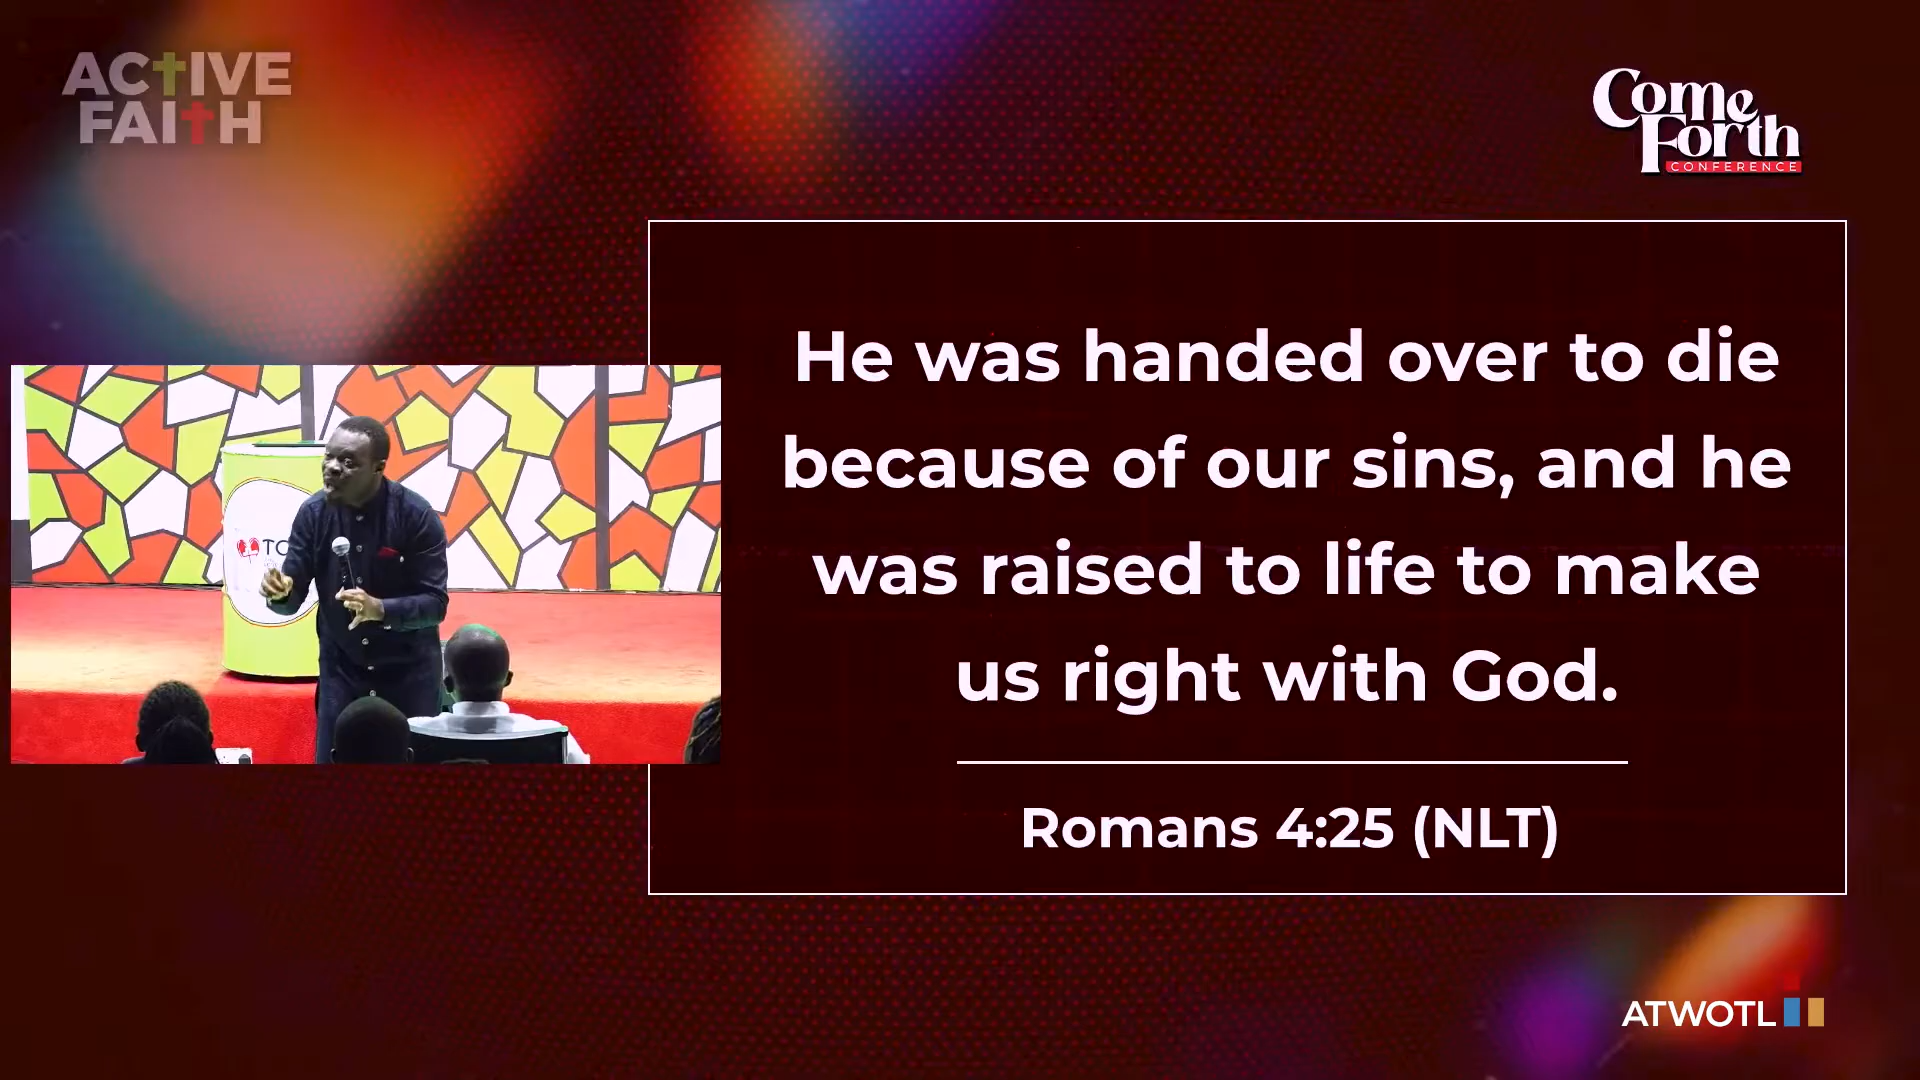 ACTIVE
FAITH
Come
Forth
CONFERENCE
He was handed over to die
because of our sins, and he
was raised to life to make
us right with God.
Romans 4:25 (NLT)
TC
ATWOTL